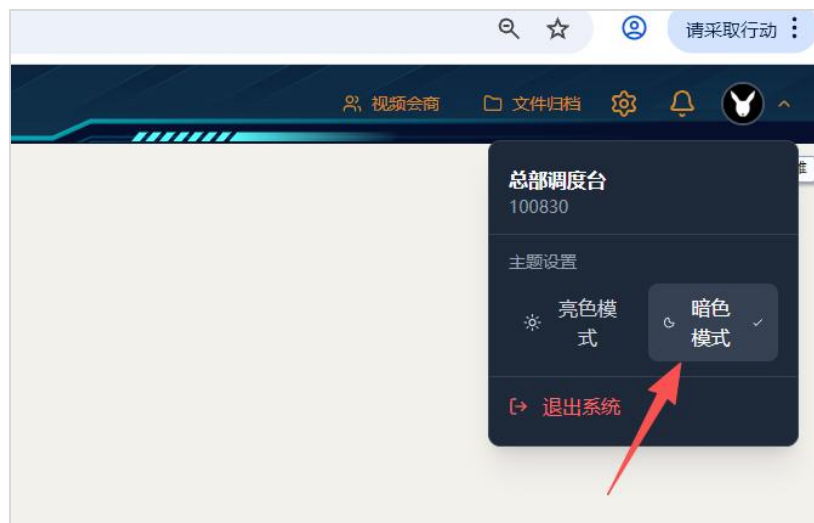 请采取行动
视频会商 文件归档
总部调度台
100830
主题设置
亮色模
式
暗色
模式
退出系统